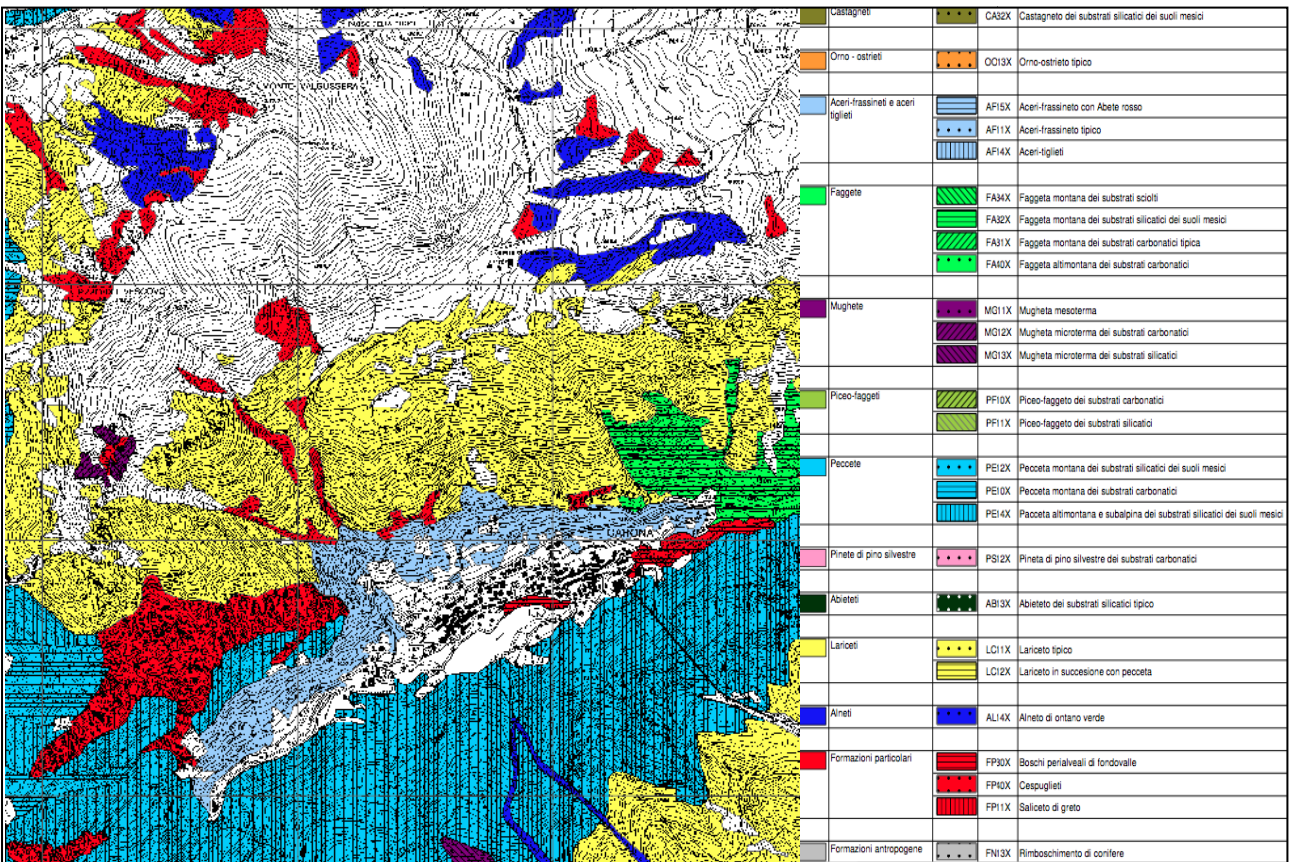 MONTE VALGUSSERA
CARONA
Castagneti
CA32X Castagneto dei substrati silicatici dei suoli mesici
Orno - ostrieti
OC13X Orno-ostrieto tipico
Aceri-frassineti e aceri
tiglieti
AF15X Aceri-frassineto con Abete rosso
AF11X Aceri-frassineto tipico
AF14X Aceri-tiglieti
Faggete
FA34X Faggeta montana dei substrati sciolti
FA32X Faggeta montana dei substrati silicatici dei suoli mesici
FA31X Faggeta montana dei substrati carbonatici tipica
FA40X Faggeta altimontana dei substrati carbonatici
Mughete
MG11X Mugheta mesoterma
MG12X Mugheta microterma dei substrati carbonatici
MG13X Mugheta microterma dei substrati silicatici
Piceo-faggeti
PF10X Piceo-faggeto dei substrati carbonatici
PF11X Piceo-faggeto dei substrati silicatici
Peccete
PE12X Pecceta montana dei substrati silicatici dei suoli mesici
PE10X Pecceta montana dei substrati carbonatici
PE14X Pacceta altimontana e subalpina dei substrati silicatici dei suoli mesici
Pinete di pino silvestre
PS12X Pineta di pino silvestre dei substrati carbonatici
Abieteti
AB13X Abieteto dei substrati silicatici tipico
Lariceti
LC11X Lariceto tipico
LC12X Lariceto in succesione con pecceta
Alneti
AL14X Alneto di ontano verde
Formazioni particolari
FP30X Boschi perialveali di fondovalle
FP40X Cespuglieti
FP11X Saliceto di greto
Formazioni antropogene
FN13X Rimboschimento di conifere